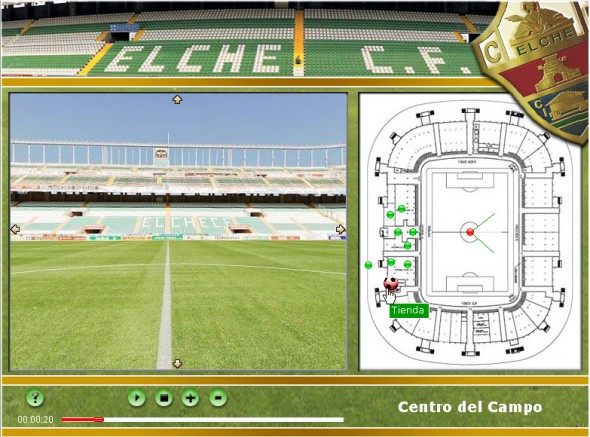 ELCHE C.F.
ELCHE
C
F
C.I.
ELCHE C.F.
FONDO NORTE
FONDO SUR
Tienda
?
00:00:20
Centro del Campo